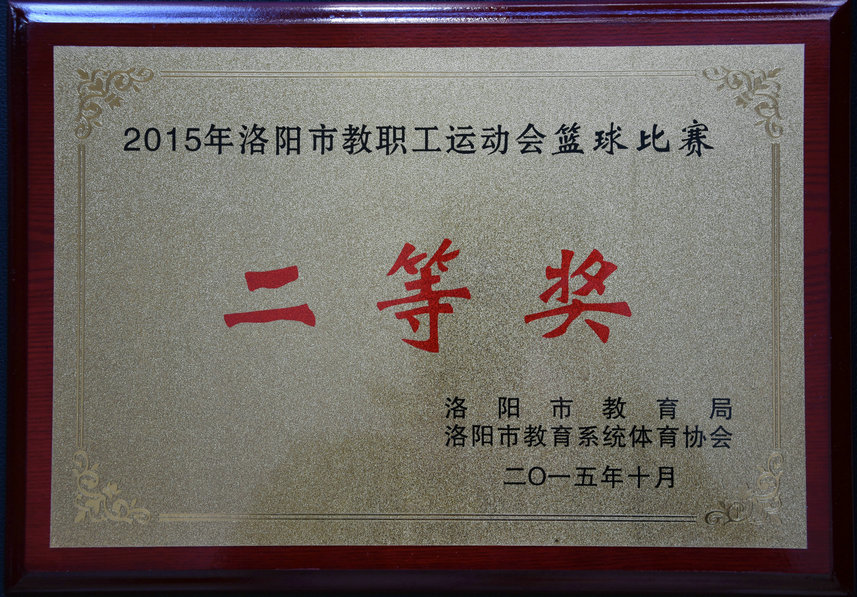 2015年洛阳市教职工运动会篮球比赛
二等奖
洛阳市教育局
洛阳市教育系统体育协会
二〇一五年十月